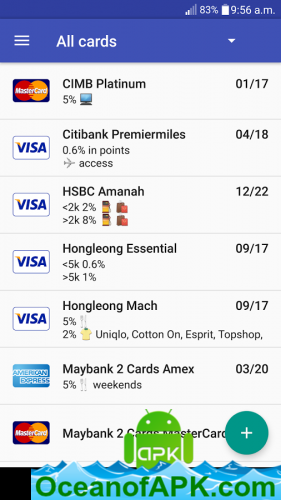 83% 9:56 a.m.
All cards
MasterCard CIMB Platinum 01/17
5%
VISA Citibank Premiermiles 04/18
0.6% in points
access
VISA HSBC Amanah 12/22
<2k 2%
>2k 8%
VISA Hongleong Essential 09/17
<5k 0.6%
>5k 1%
VISA Hongleong Mach 09/17
5%
2% Uniqlo, Cotton On, Esprit, Topshop,
AMERICAN EXPRESS Maybank 2 Cards Amex 03/20
5% weekends
MasterCard Maybank 2 Cards MasterCard
+
apk
OceanofAPK.com